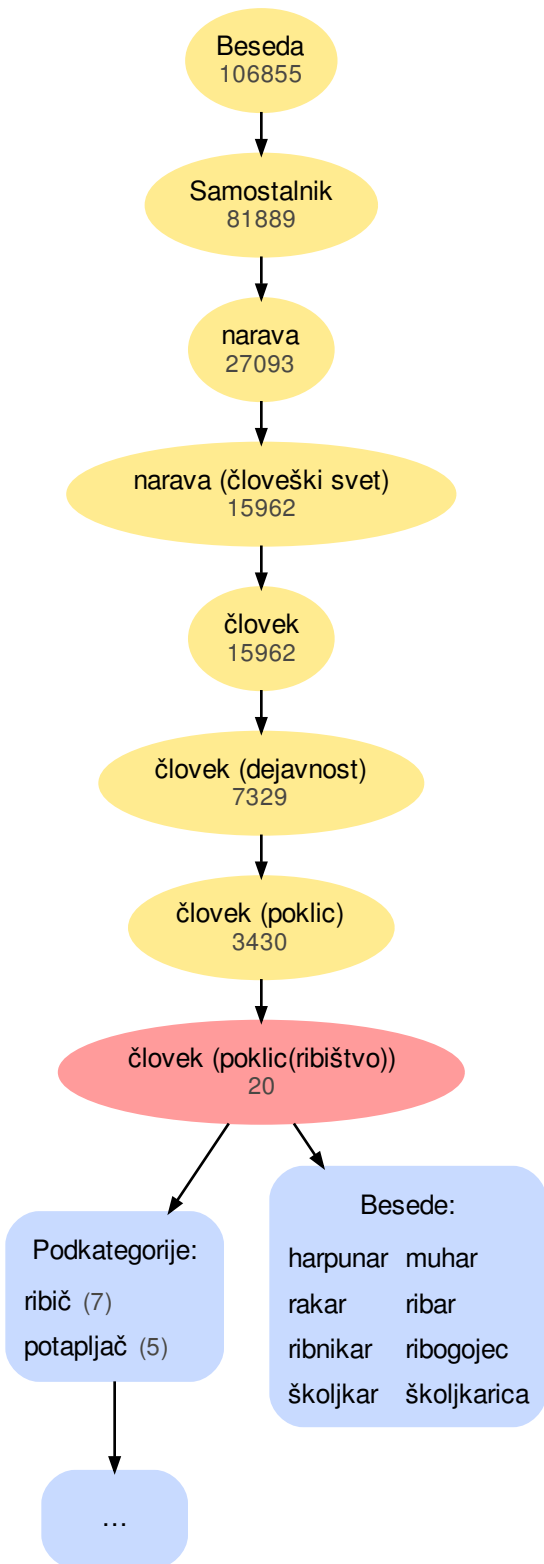 Beseda
106855
Samostalnik
81889
narava
27093
narava (človeški svet)
15962
človek
15962
človek (dejavnost)
7329
človek (poklic)
3430
človek (poklic(ribištvo))
20
Podkategorije:
ribič (7)
potapljač (5)
...
Besede:
harpunar muhar
rakar ribar
ribnikar ribogojec
školjkar školjkarica